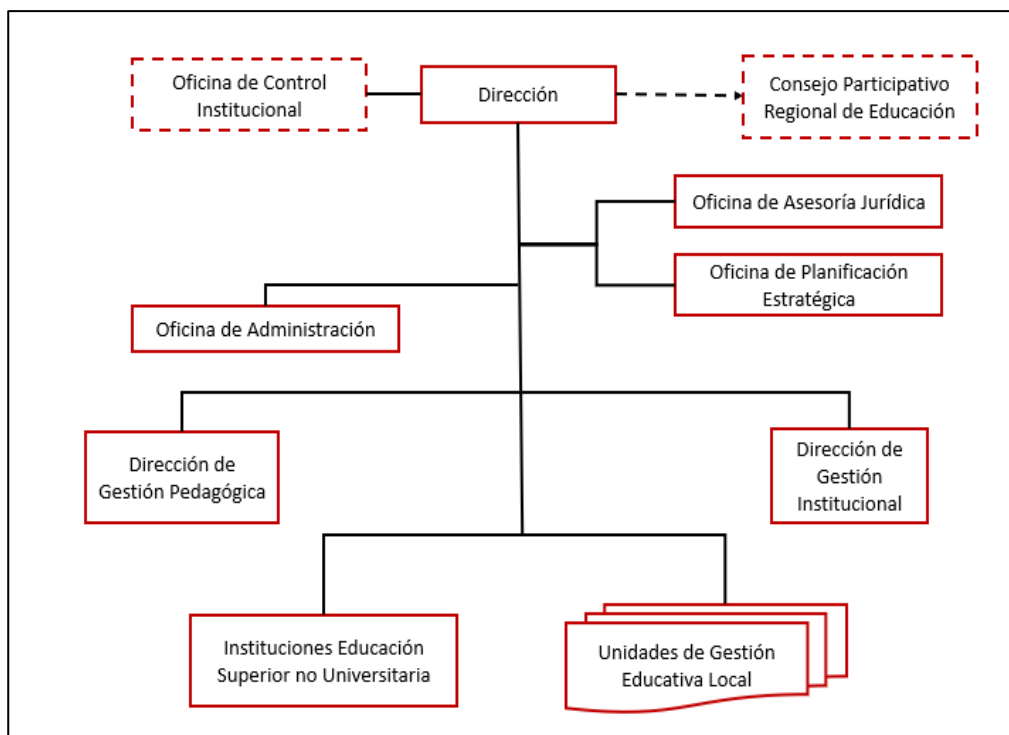 Oficina de Control
Institucional
Dirección
Consejo Participativo
Regional de Educación
Oficina de Asesoría Jurídica
Oficina de Planificación
Estratégica
Oficina de Administración
Dirección de
Gestión Pedagógica
Dirección de
Gestión
Institucional
Instituciones Educación
Superior no Universitaria
Unidades de Gestión
Educativa Local